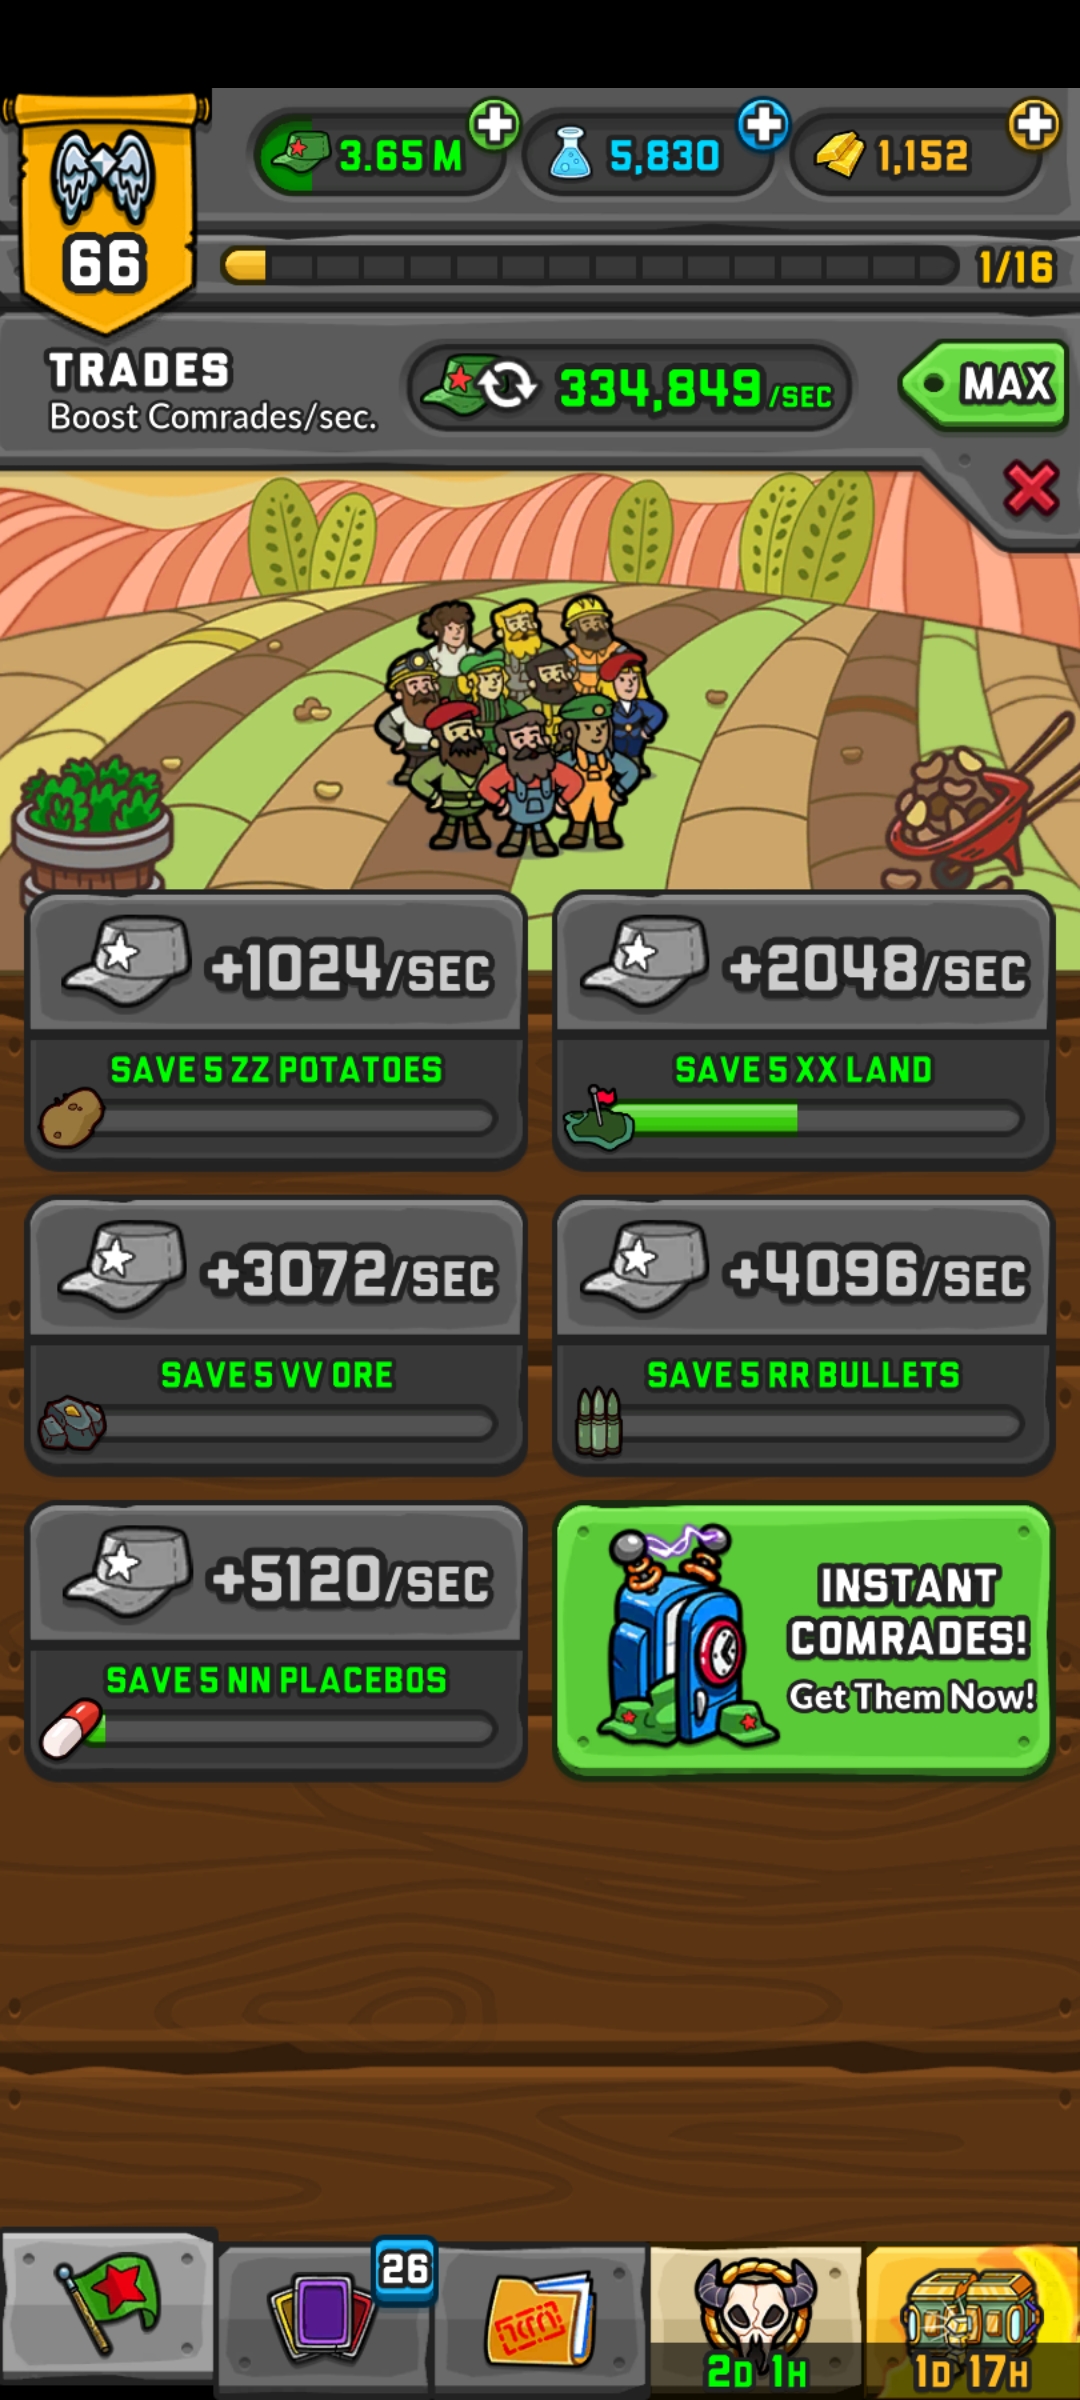 3.65 M
5,830
1,152
66
1/16
TRADES
Boost Comrades/sec.
334,849/SEC
MAX
+1024/SEC
+2048/SEC
SAVE 5 ZZ POTATOES
SAVE 5 XX LAND
+3072/SEC
+4096/SEC
SAVE 5 VV ORE
SAVE 5 RR BULLETS
+5120/SEC
INSTANT
COMRADES!
SAVE 5 NN PLACEBOS
Get Them Now!
26
2D 1H
1D 17H